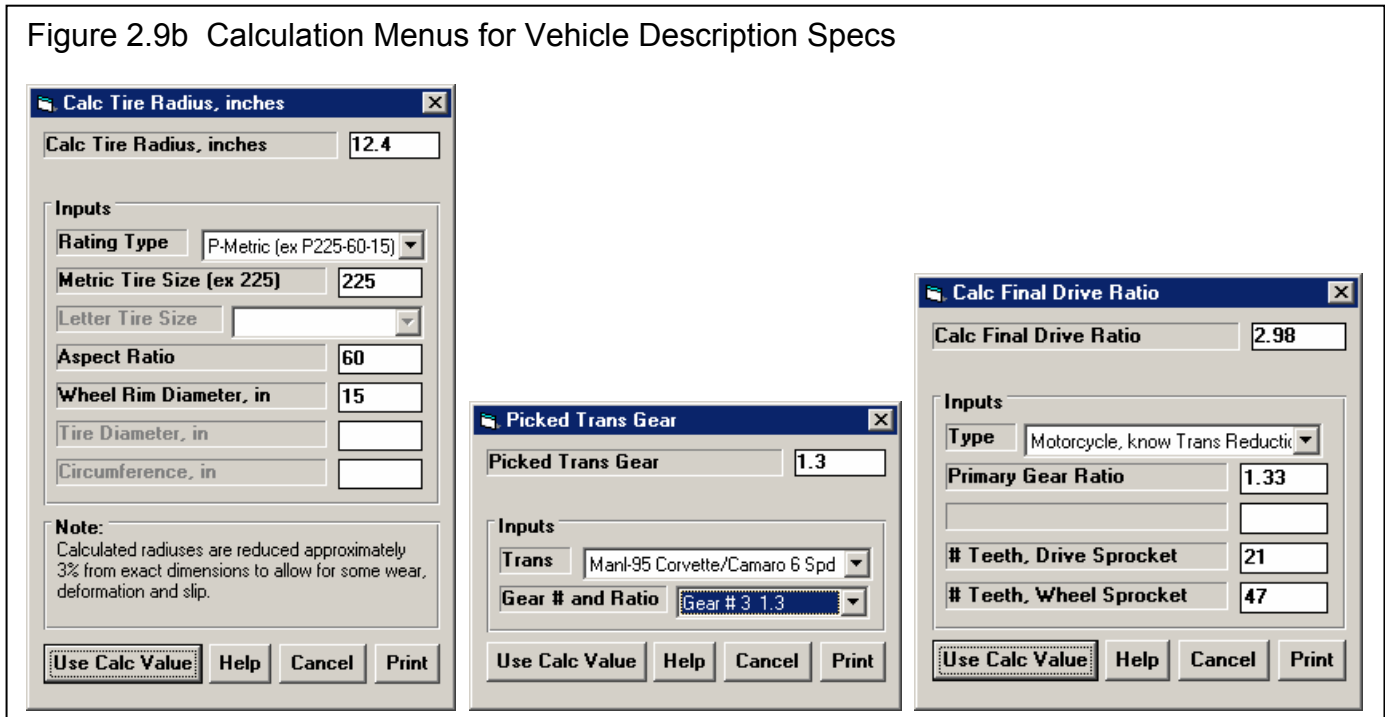 Figure 2.9b  Calculation Menus for Vehicle Description Specs
Calc Tire Radius, inches
Calc Tire Radius, inches 12.4
Inputs
Rating Type P-Metric (ex P225-60-15)
Metric Tire Size (ex 225) 225
Letter Tire Size
Aspect Ratio 60
Wheel Rim Diameter, in 15
Tire Diameter, in
Circumference, in
Note:
Calculated radiuses are reduced approximately
3% from exact dimensions to allow for some wear,
deformation and slip.
Use Calc Value Help Cancel Print
Picked Trans Gear
Picked Trans Gear 1.3
Inputs
Trans Manl-95 Corvette/Camaro 6 Spd
Gear # and Ratio Gear # 3 1.3
Use Calc Value Help Cancel Print
Calc Final Drive Ratio
Calc Final Drive Ratio 2.98
Inputs
Type Motorcycle, know Trans Reductic
Primary Gear Ratio 1.33
# Teeth, Drive Sprocket 21
# Teeth, Wheel Sprocket 47
Use Calc Value Help Cancel Print